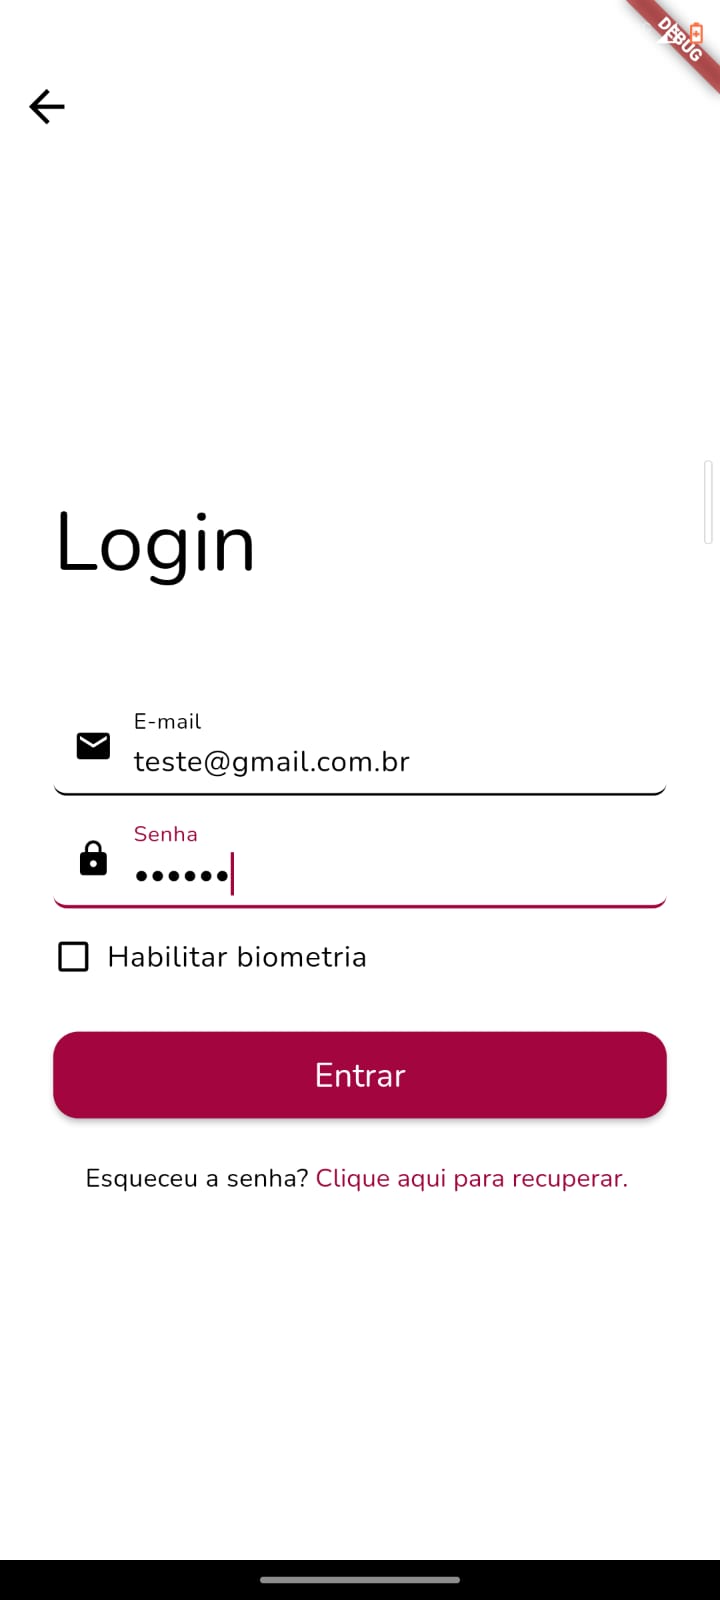 DEBUG
Login
E-mail
teste@gmail.com.br
Senha
••••••
Habilitar biometria
Entrar
Esqueceu a senha? Clique aqui para recuperar.